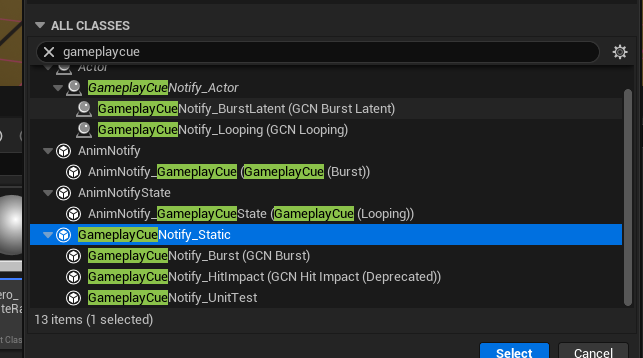 ALL CLASSES
gameplaycue
Actor
GameplayCueNotify_Actor
GameplayCueNotify_BurstLatent (GCN Burst Latent)
GameplayCueNotify_Looping (GCN Looping)
AnimNotify
AnimNotify_GameplayCue (GameplayCue (Burst))
AnimNotifyState
AnimNotify_GameplayCueState (GameplayCue (Looping))
GameplayCueNotify_Static
GameplayCueNotify_Burst (GCN Burst)
GameplayCueNotify_HitImpact (GCN Hit Impact (Deprecated))
GameplayCueNotify_UnitTest
13 items (1 selected)
ero_
teRa
t Clas
Select
Cancel